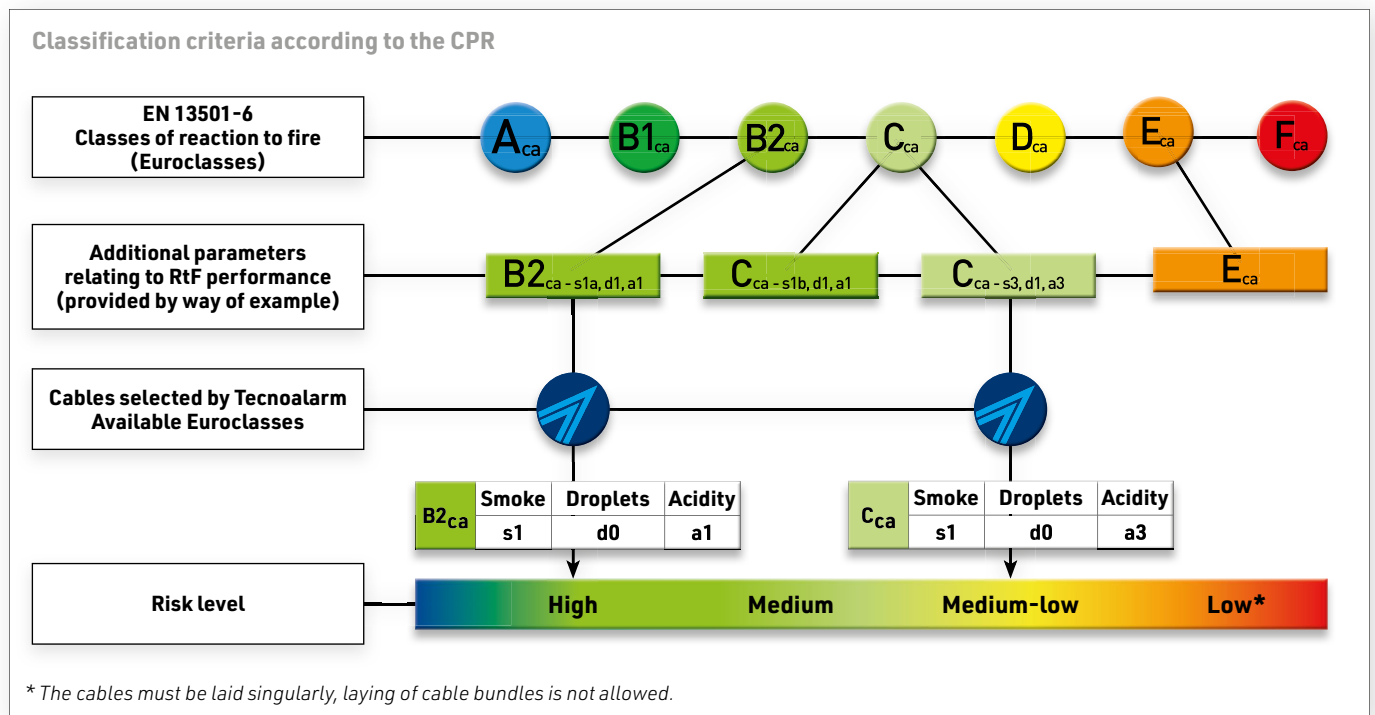 Classification criteria according to the CPR
EN 13501-6
Classes of reaction to fire
(Euroclasses)
Aca
B1ca
B2ca
Cca
Dca
Eca
Fca
Additional parameters
relating to RtF performance
(provided by way of example)
B2ca - s1a, d1, a1
Cca - s1b, d1, a1
Cca - s3, d1, a3
Eca
Cables selected by Tecnoalarm
Available Euroclasses
B2ca
Smoke Droplets Acidity
s1 d0 a1
Cca
Smoke Droplets Acidity
s1 d0 a3
Risk level
High
Medium
Medium-low
Low*
* The cables must be laid singularly, laying of cable bundles is not allowed.